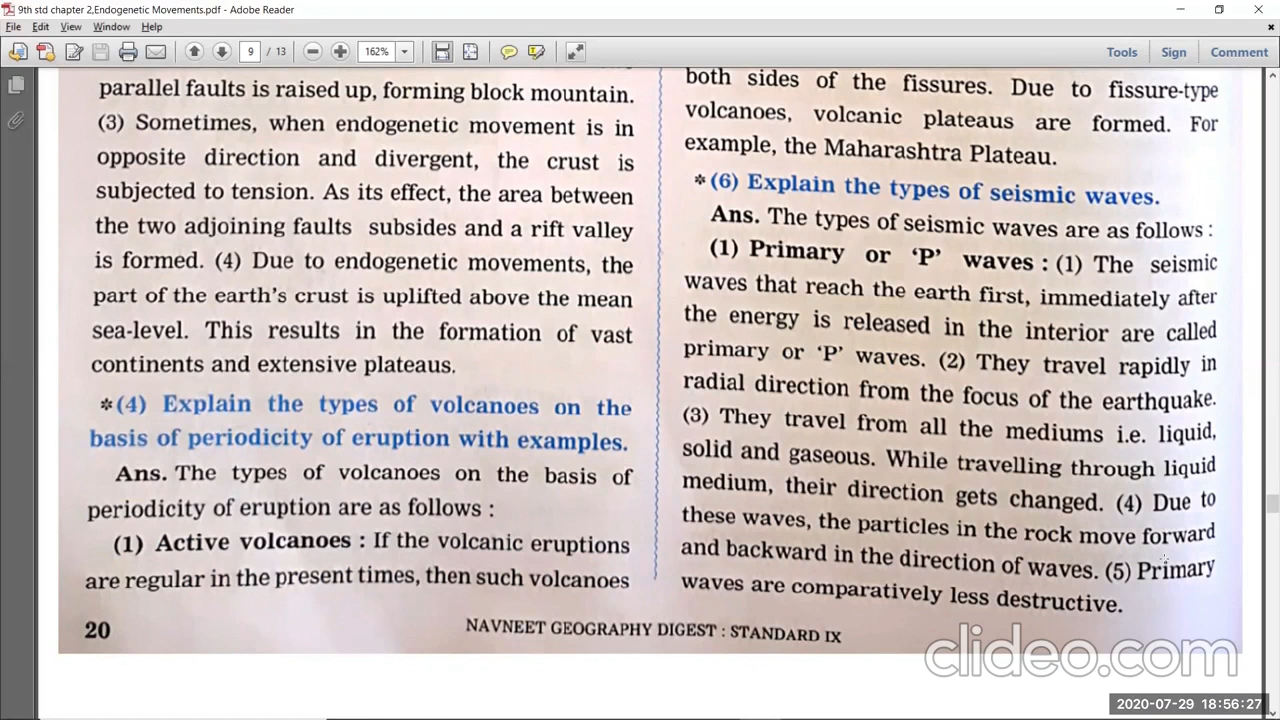 9th std chapter 2,Endogenetic Movements.pdf - Adobe Reader
File Edit View Window Help
9 / 13 162% Tools Sign Comment
parallel faults is raised up, forming block mountain.
(3) Sometimes, when endogenetic movement is in
opposite direction and divergent, the crust is
subjected to tension. As its effect, the area between
the two adjoining faults subsides and a rift valley
is formed. (4) Due to endogenetic movements, the
part of the earth's crust is uplifted above the mean
sea-level. This results in the formation of vast
continents and extensive plateaus.
*(4) Explain the types of volcanoes on the
basis of periodicity of eruption with examples.
Ans. The types of volcanoes on the basis of
periodicity of eruption are as follows :
(1) Active volcanoes : If the volcanic eruptions
are regular in the present times, then such volcanoes
both sides of the fissures. Due to fissure-type
volcanoes, volcanic plateaus are formed. For
example, the Maharashtra Plateau.
*(6) Explain the types of seismic waves.
Ans. The types of seismic waves are as follows :
(1) Primary or 'P' waves : (1) The seismic
waves that reach the earth first, immediately after
the energy is released in the interior are called
primary or 'P' waves. (2) They travel rapidly in
radial direction from the focus of the earthquake.
(3) They travel from all the mediums i.e. liquid,
solid and gaseous. While travelling through liquid
medium, their direction gets changed. (4) Due to
these waves, the particles in the rock move forward
and backward in the direction of waves. (5) Primary
waves are comparatively less destructive.
20
NAVNEET GEOGRAPHY DIGEST : STANDARD IX
clideo.com
2020-07-29 18:56:27